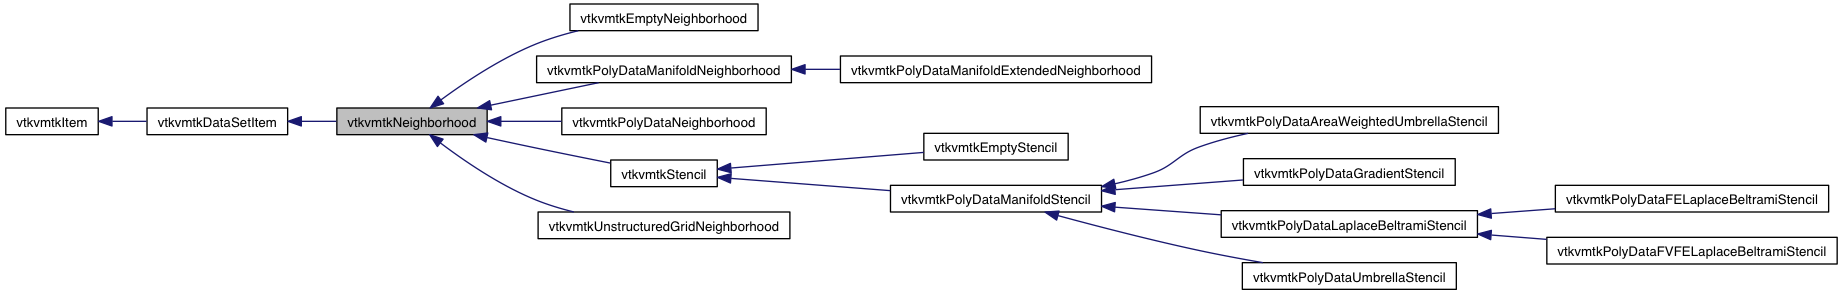 vtkvmtkEmptyNeighborhood
vtkvmtkPolyDataManifoldNeighborhood
vtkvmtkPolyDataManifoldExtendedNeighborhood
vtkvmtkItem
vtkvmtkDataSetItem
vtkvmtkNeighborhood
vtkvmtkPolyDataNeighborhood
vtkvmtkPolyDataAreaWeightedUmbrellaStencil
vtkvmtkEmptyStencil
vtkvmtkStencil
vtkvmtkPolyDataGradientStencil
vtkvmtkPolyDataManifoldStencil
vtkvmtkPolyDataFELaplaceBeltramiStencil
vtkvmtkUnstructuredGridNeighborhood
vtkvmtkPolyDataLaplaceBeltramiStencil
vtkvmtkPolyDataFVFELaplaceBeltramiStencil
vtkvmtkPolyDataUmbrellaStencil